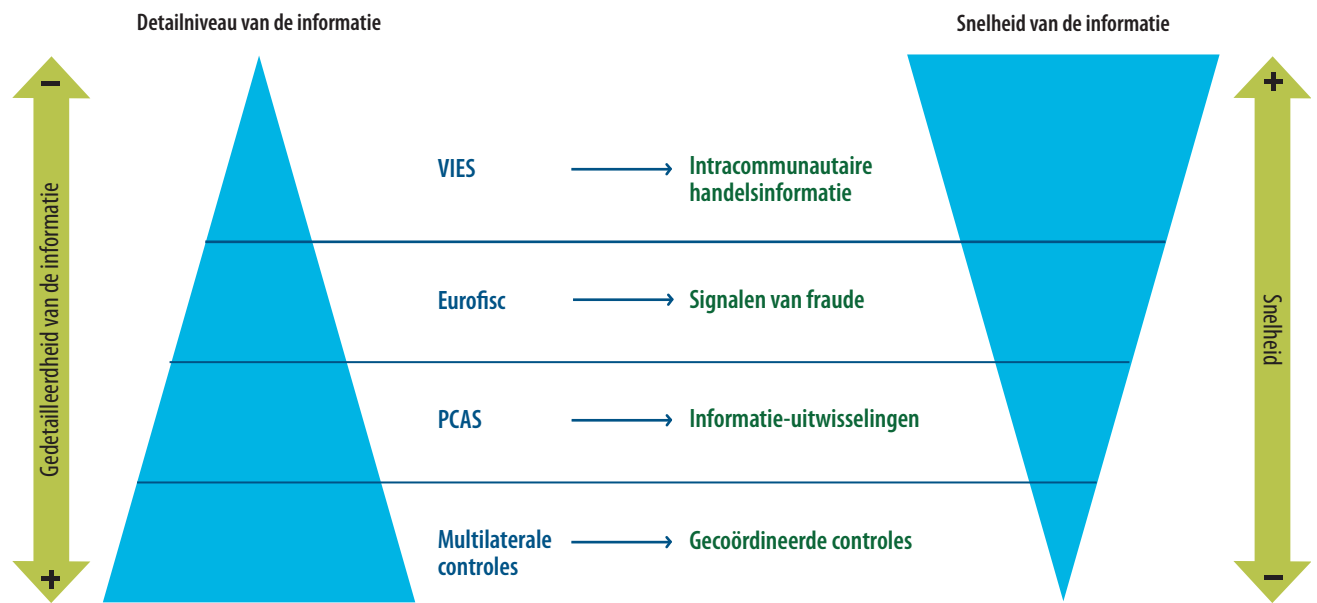 Detailniveau van de informatie
Snelheid van de informatie
−
+
Gedetailleerdheid van de informatie
VIES
Intracommunautaire
handelsinformatie
Eurofisc
Signalen van fraude
Snelheid
PCAS
Informatie-uitwisselingen
Multilaterale
controles
Gecoördineerde controles
+
−